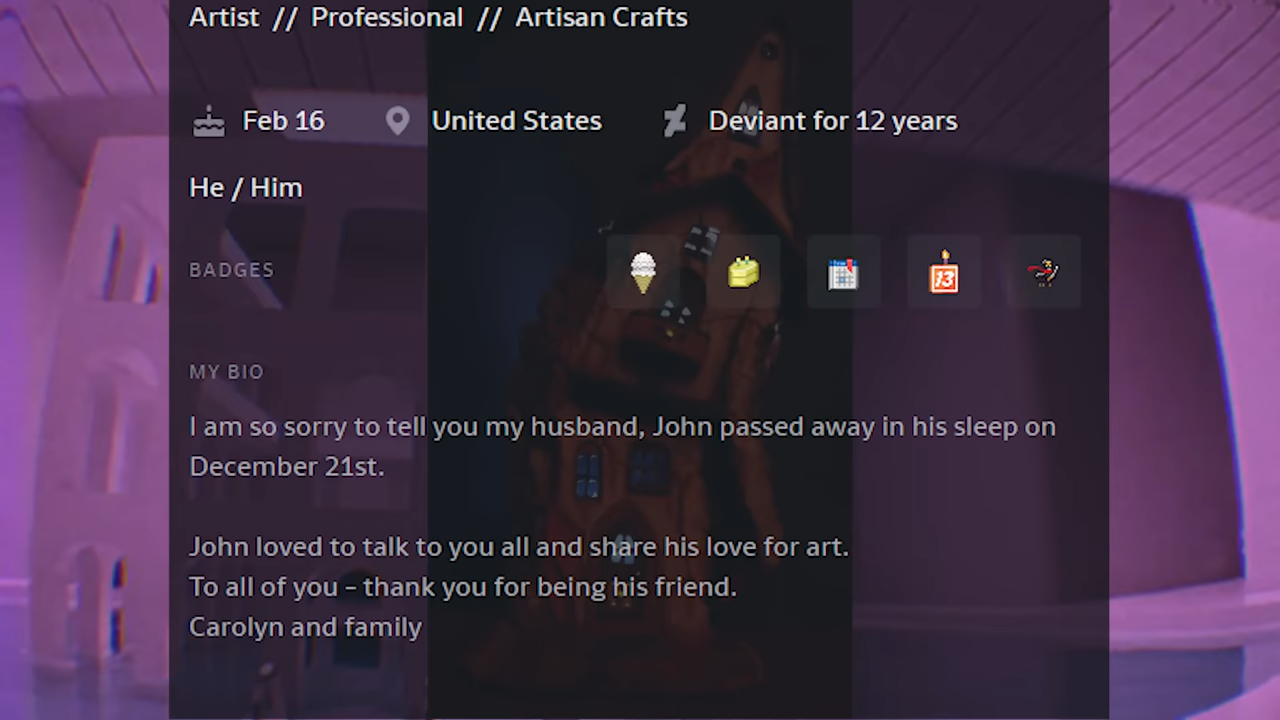 Artist // Professional // Artisan Crafts
Feb 16 United States Deviant for 12 years
He / Him
BADGES
13
MY BIO
I am so sorry to tell you my husband, John passed away in his sleep on
December 21st.
John loved to talk to you all and share his love for art.
To all of you – thank you for being his friend.
Carolyn and family